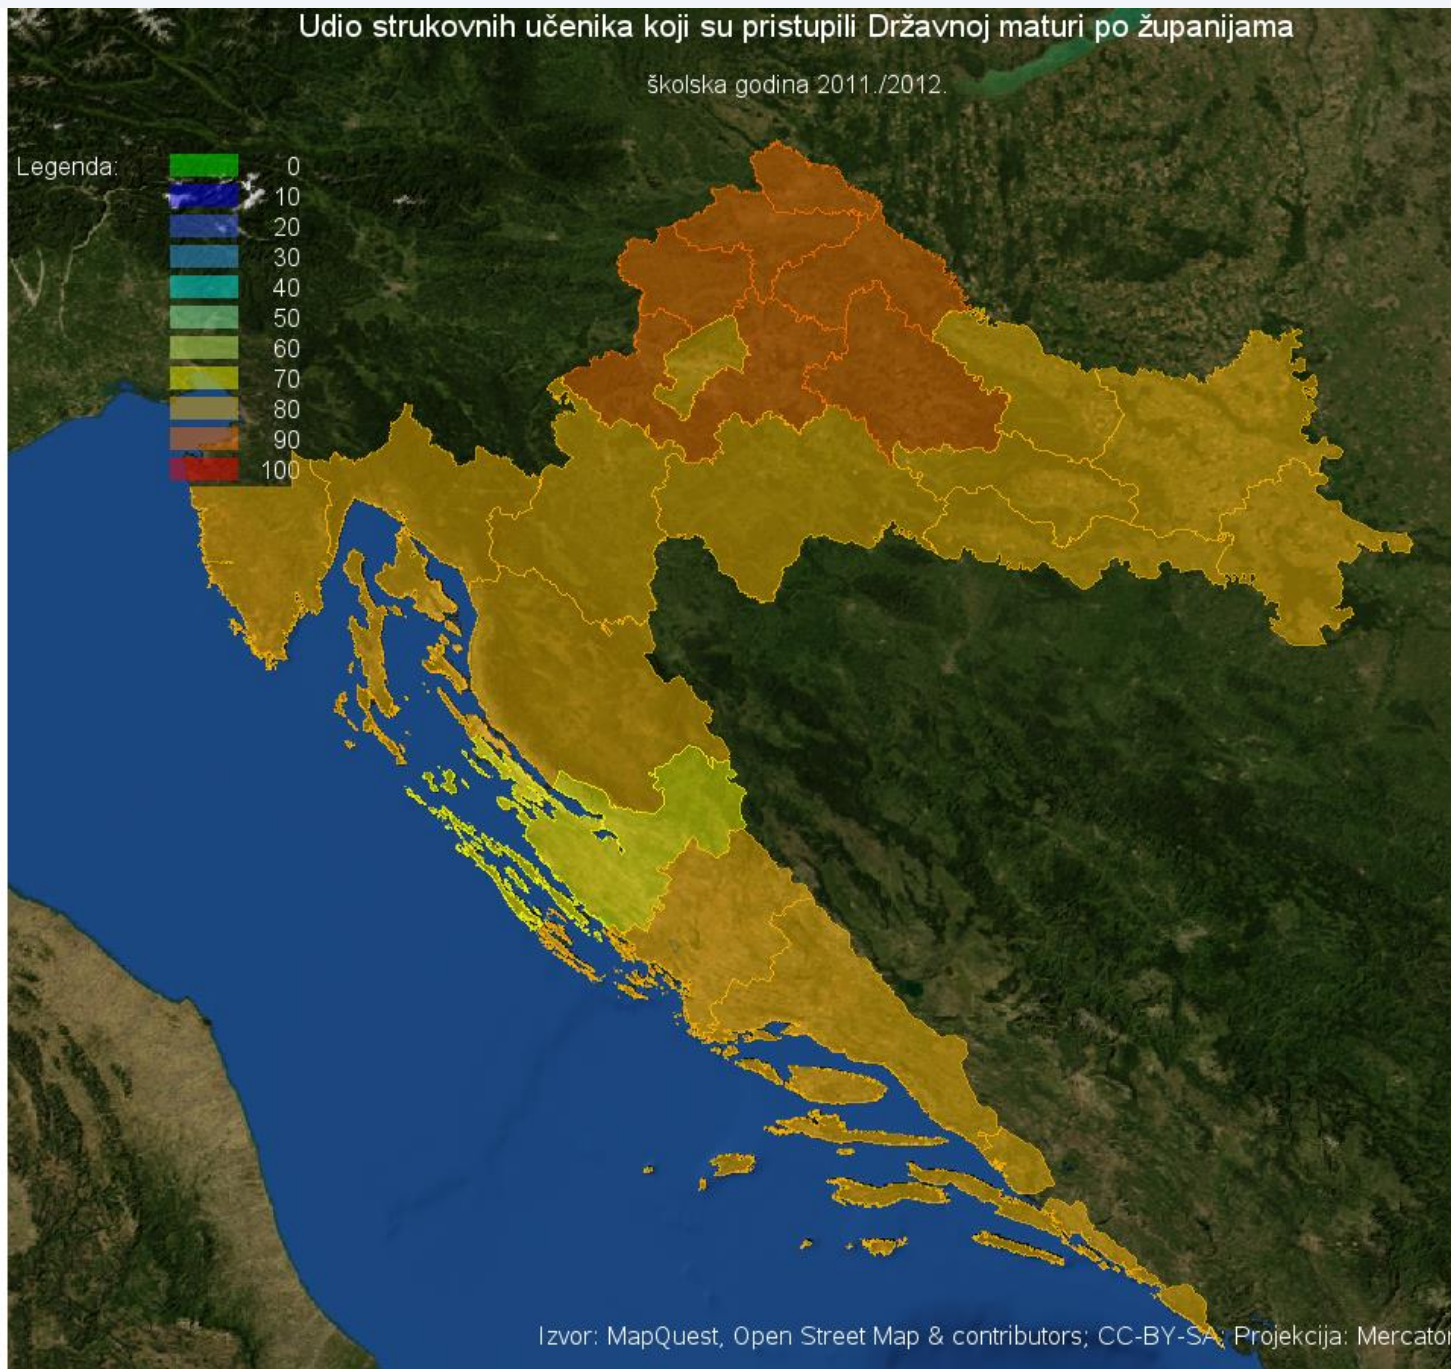 Udio strukovnih učenika koji su pristupili Državnoj maturi po županijama
školska godina 2011./2012.
Legenda:
0
10
20
30
40
50
60
70
80
90
100
Izvor: MapQuest, Open Street Map & contributors; CC-BY-SA; Projekcija: Mercator